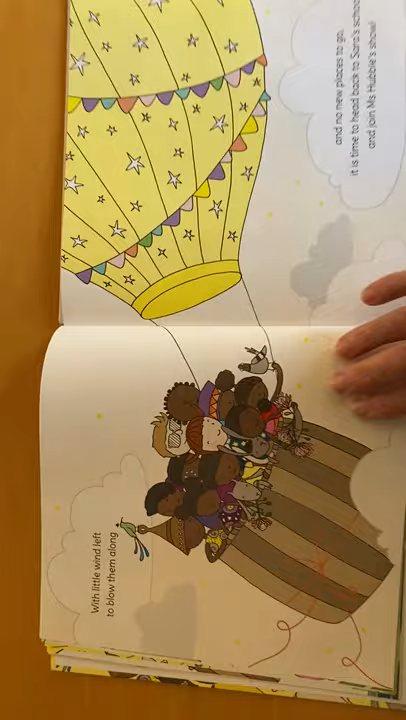 With little wind left
to blow them along
and no new places to go,
it is time to head back to Sara's school
and join Ms Hubble's show!